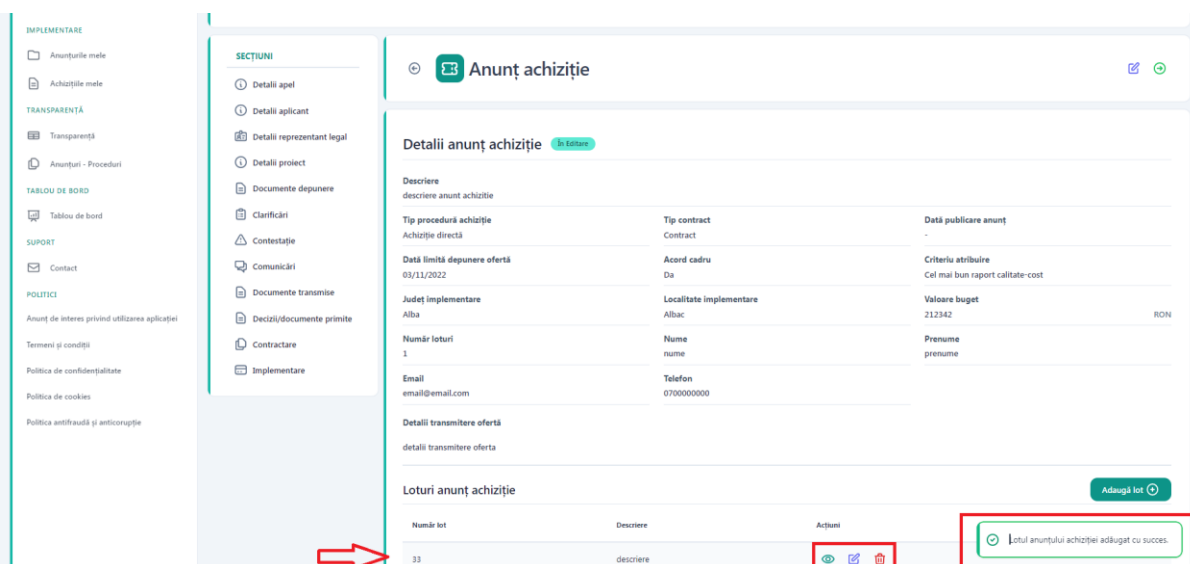 IMPLEMENTARE
Anunțurile mele
Achizițiile mele
TRANSPARENȚĂ
Transparență
Anunțuri - Proceduri
TABLOU DE BORD
Tablou de bord
SUPORT
Contact
POLITICI
Anunț de interes privind utilizarea aplicației
Termeni și condiții
Politica de confidențialitate
Politica de cookies
Politica antifraudă și anticorupție
SECȚIUNI
Detalii apel
Detalii aplicant
Detalii reprezentant legal
Detalii proiect
Documente depunere
Clarificări
Contestație
Comunicări
Documente transmise
Decizii/documente primite
Contractare
Implementare
Anunț achiziție
Detalii anunț achiziție În Editare
Descriere
descriere anunt achizitie
Tip procedură achiziție Tip contract Dată publicare anunț
Achiziție directă Contract -
Dată limită depunere ofertă Acord cadru Criteriu atribuire
03/11/2022 Da Cel mai bun raport calitate-cost
Județ implementare Localitate implementare Valoare buget
Alba Albac 212342 RON
Număr loturi Nume Prenume
1 nume prenume
Email Telefon
email@email.com 0700000000
Detalii transmitere ofertă
detalii transmitere oferta
Loturi anunț achiziție Adaugă lot
Număr lot Descriere Acțiuni
Lotul anunțului achiziției adăugat cu succes.
33 descriere